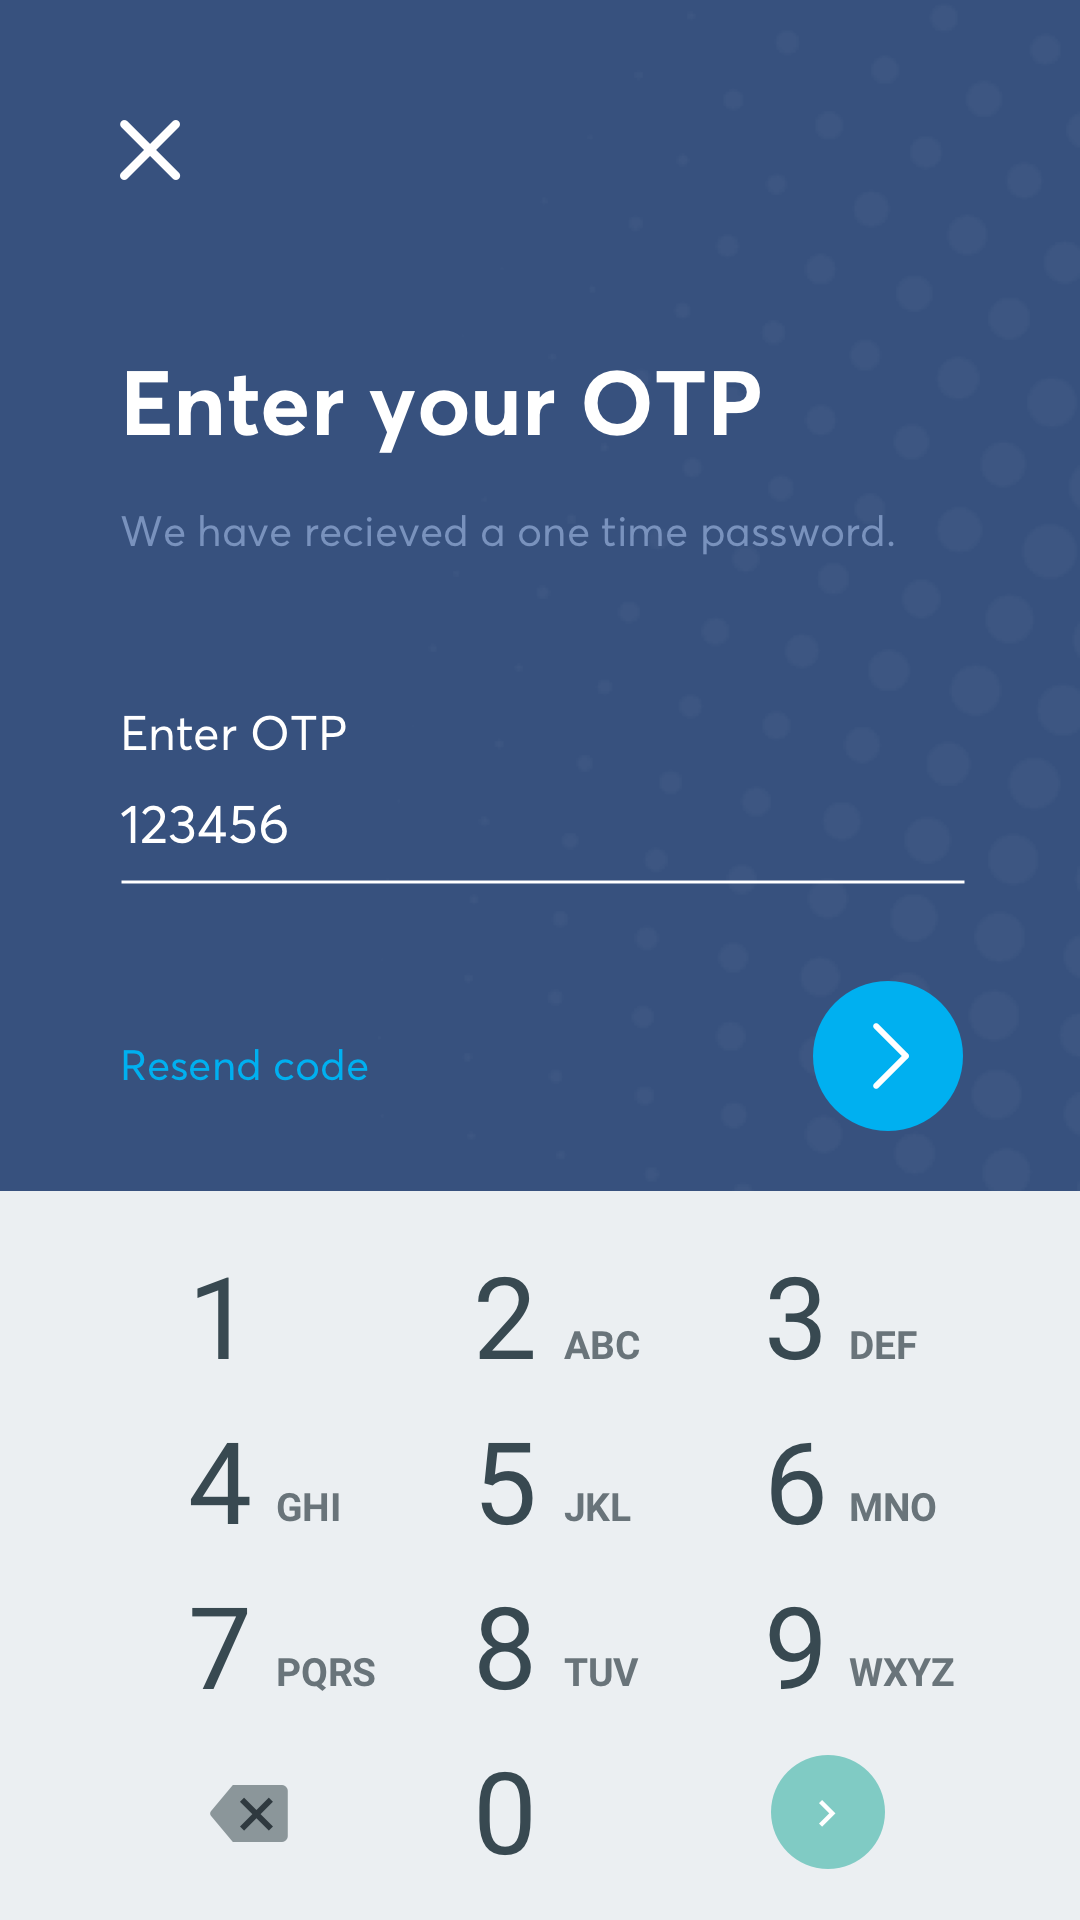 Enter your OTP
We have recieved a one time password.
Enter OTP
123456
Resend code
1 2 ABC 3 DEF
4 GHI 5 JKL 6 MNO
7 PQRS 8 TUV 9 WXYZ
0